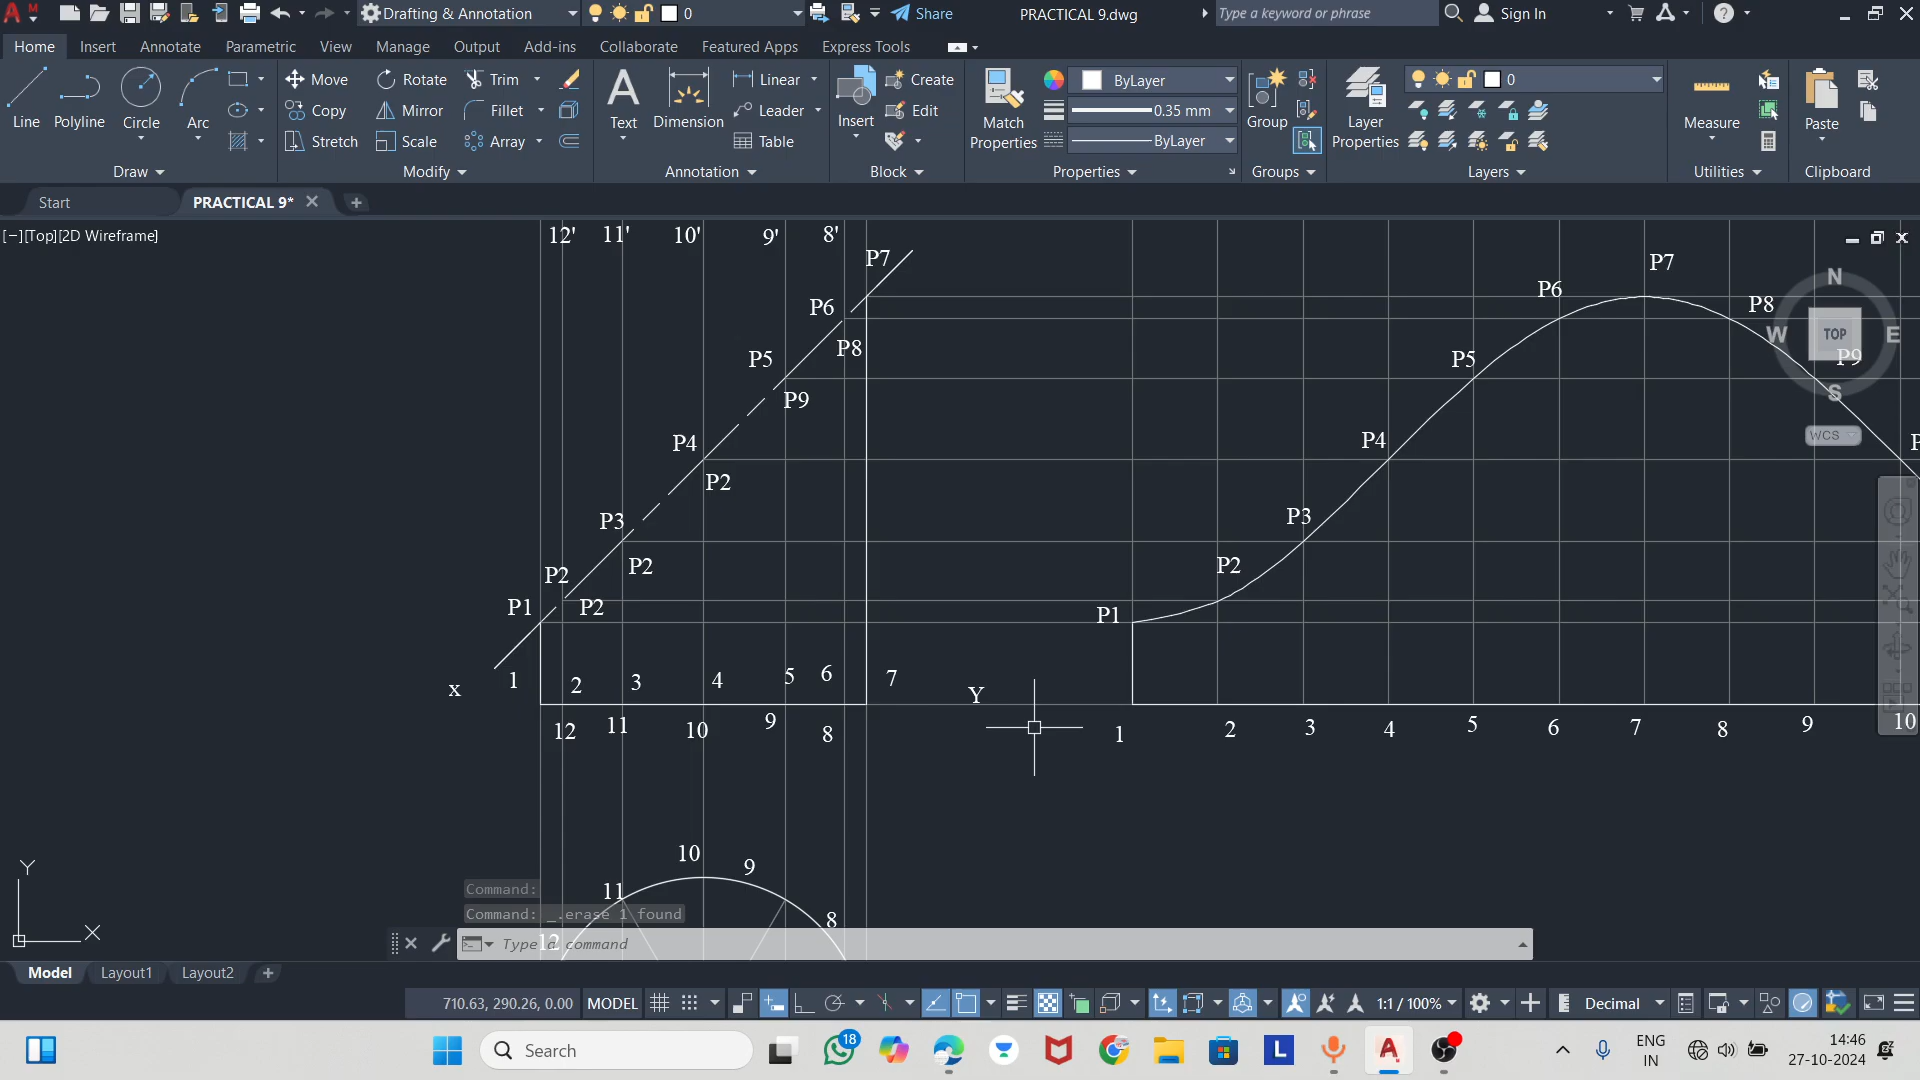 Drafting & Annotation
0
Share
PRACTICAL 9.dwg
Type a keyword or phrase
Sign In
Home Insert Annotate Parametric View Manage Output Add-ins Collaborate Featured Apps Express Tools
Line Polyline Circle Arc
Move Rotate Trim
Copy Mirror Fillet
Stretch Scale Array
Text Dimension
Linear
Leader
Table
Insert
Create
Edit
Match Properties
ByLayer
0.35 mm
ByLayer
Group
Layer Properties
0
Measure
Paste
Draw Modify Annotation Block Properties Groups Layers Utilities Clipboard
Start PRACTICAL 9*
[−][Top][2D Wireframe]
12' 11' 10' 9' 8'
P7 P7
P6 P6 P8
P5 P8 P5 P9
P9
P4 P4 P
P2
P3 P3
P2 P2 P2
P1 P2 P1
x 1 2 3 4 5 6 7 Y
12 11 10 9 8 1 2 3 4 5 6 7 8 9 10
10 9
11 8
12
N
W TOP E
S
WCS
Y
X
Command:
Command: _.erase 1 found
Type a command
Model Layout1 Layout2
710.63, 290.26, 0.00 MODEL 1:1 / 100% Decimal
Search
18
L
ENG
IN
14:46
27-10-2024